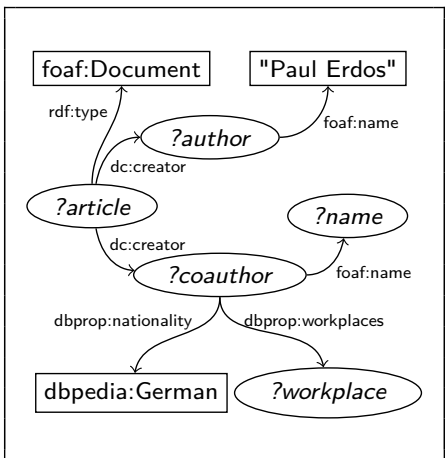 foaf:Document
"Paul Erdos"
rdf:type
foaf:name
?author
dc:creator
?article
?name
dc:creator
?coauthor
foaf:name
dbprop:nationality
dbprop:workplaces
dbpedia:German
?workplace